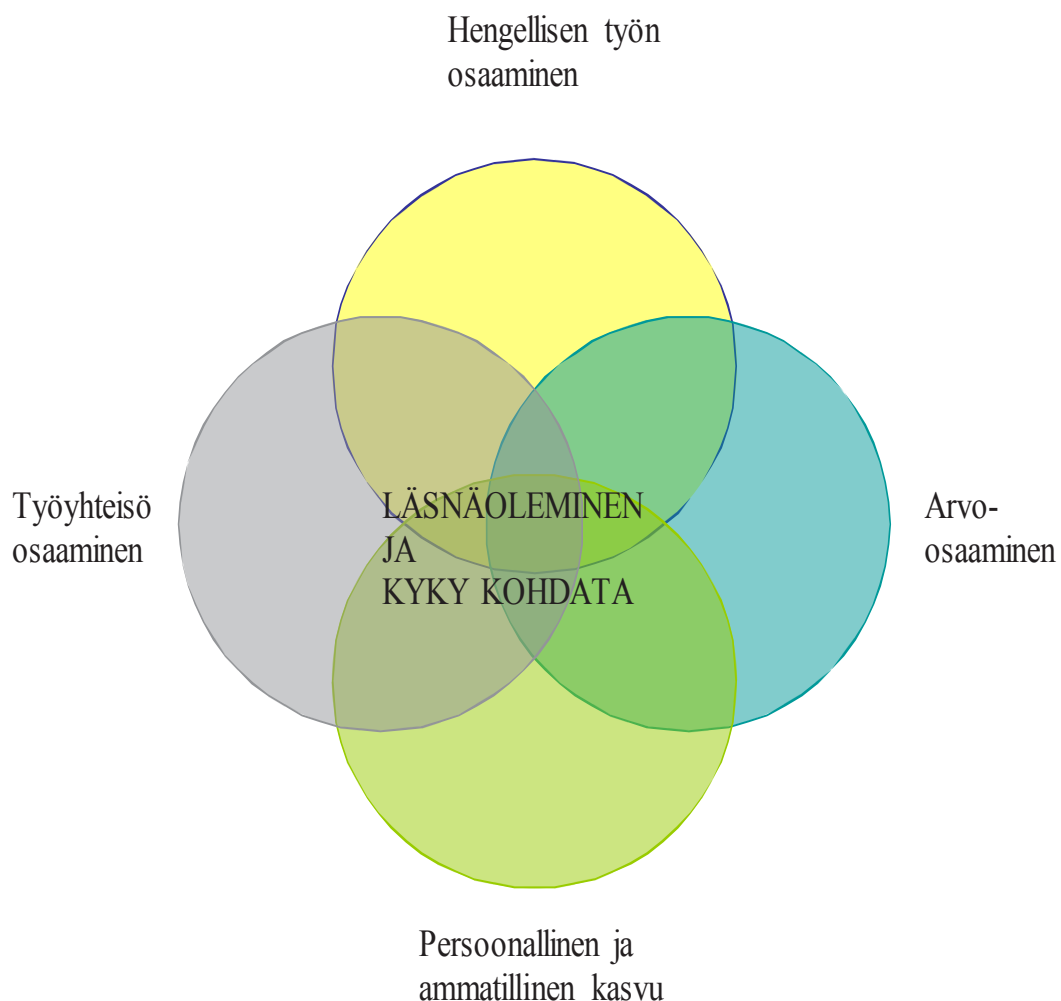 Hengellisen työn
osaaminen
Työyhteisö
osaaminen
LÄSNÄOLEMINEN
JA
KYKY KOHDATA
Arvo-
osaaminen
Persoonallinen ja
ammatillinen kasvu